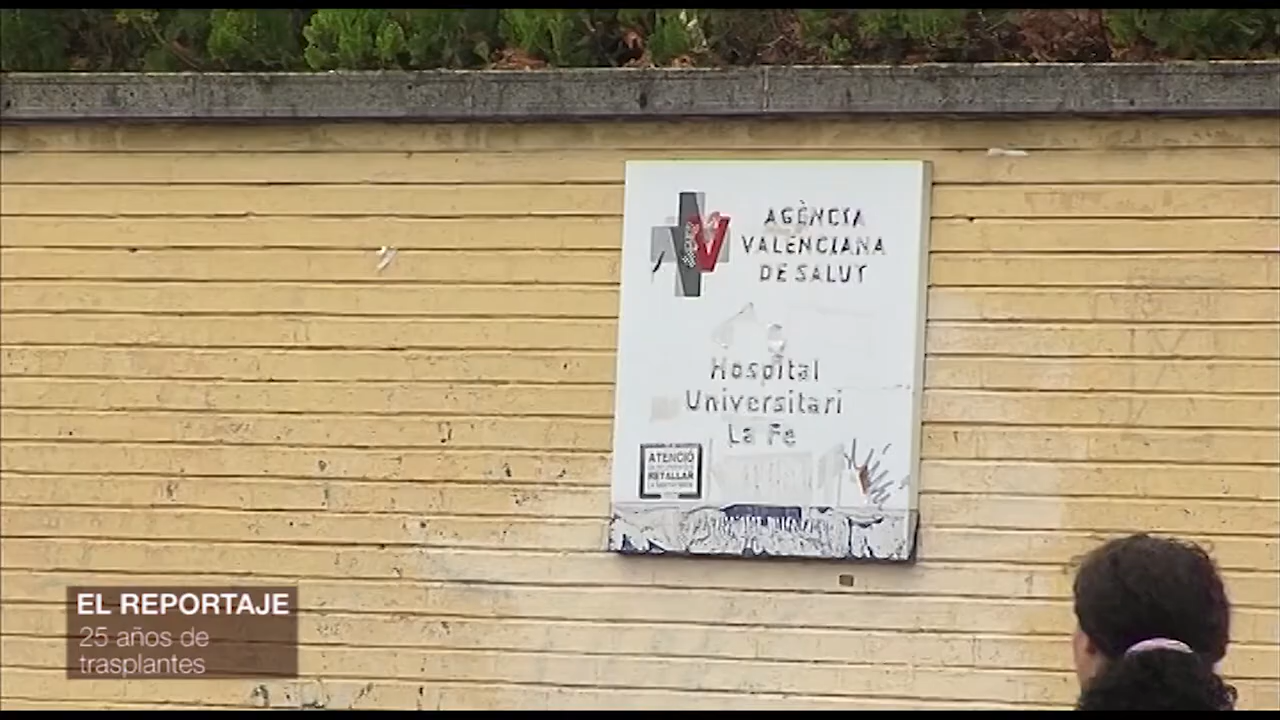 AGÈNCIA
VALENCIANA
DE SALUT
Hospital
Universitari
La Fe
ATENCIÓ
RETALLAR
EL REPORTAJE
25 años de
trasplantes